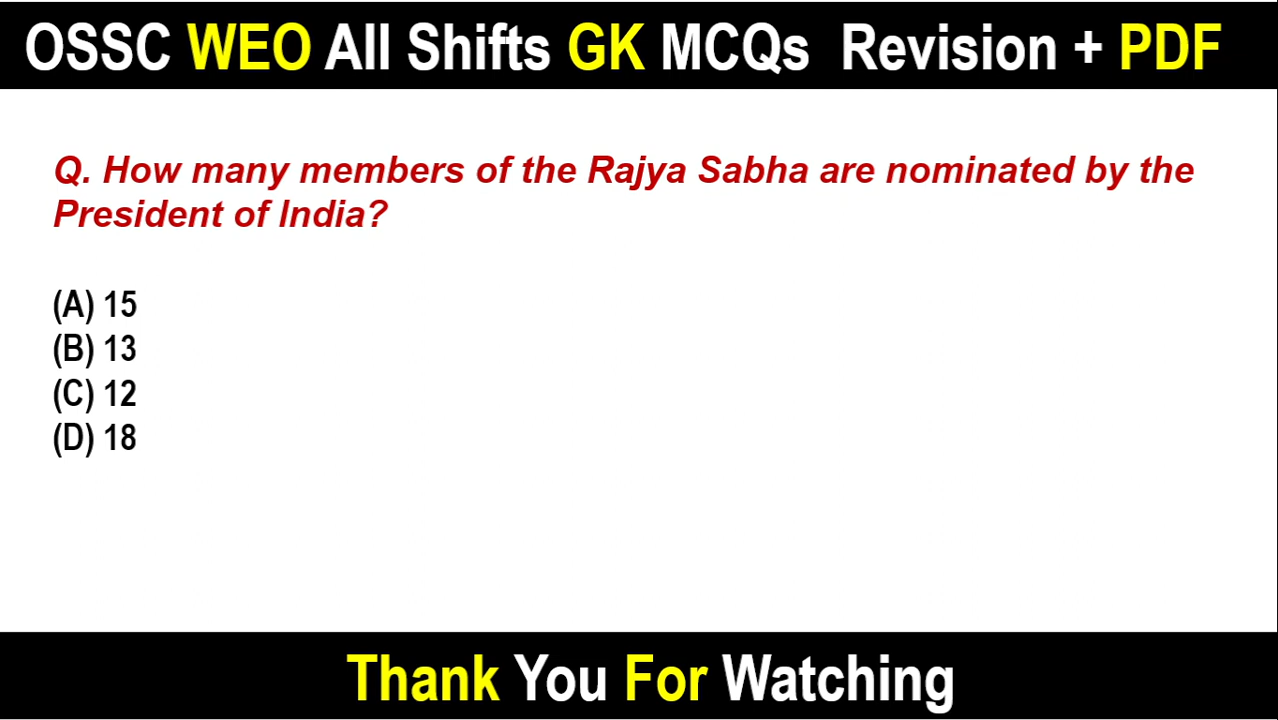 OSSC WEO All Shifts GK MCQs Revision + PDF
Q. How many members of the Rajya Sabha are nominated by the
President of India?
(A) 15
(B) 13
(C) 12
(D) 18
Thank You For Watching